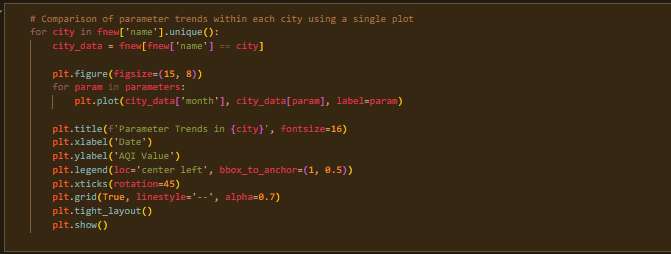 # Comparison of parameter trends within each city using a single plot
for city in fnew['name'].unique():
    city_data = fnew[fnew['name'] == city]

    plt.figure(figsize=(15, 8))
    for param in parameters:
        plt.plot(city_data['month'], city_data[param], label=param)

    plt.title(f'Parameter Trends in {city}', fontsize=16)
    plt.xlabel('Date')
    plt.ylabel('AQI Value')
    plt.legend(loc='center left', bbox_to_anchor=(1, 0.5))
    plt.xticks(rotation=45)
    plt.grid(True, linestyle='--', alpha=0.7)
    plt.tight_layout()
    plt.show()